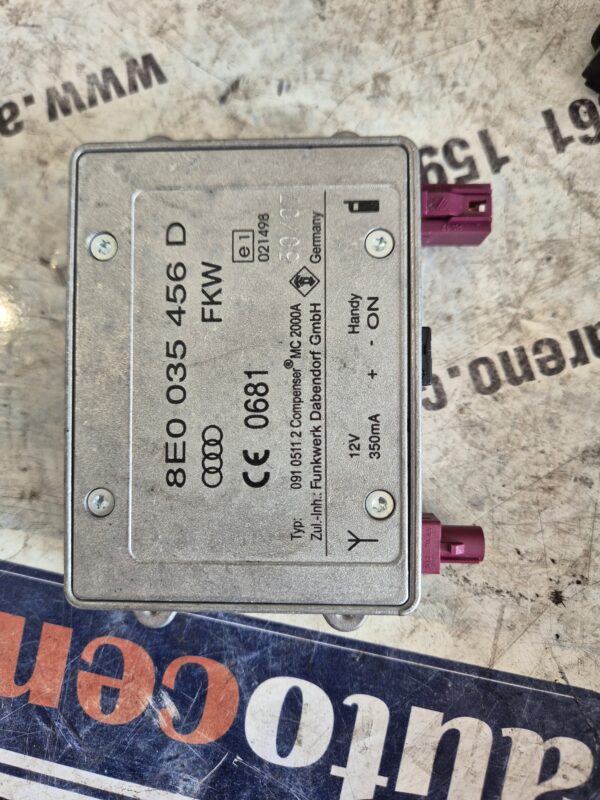 8E0 035 456 D
FKW
e1
021498
CE 0681
Typ: 091 0511 2 Compenser® MC 2000A
Zul.-Inh.: Funkwerk Dabendorf GmbH
Germany
12V
350mA
+
-
Handy
ON
www.a
961
159
areno.c
autocen